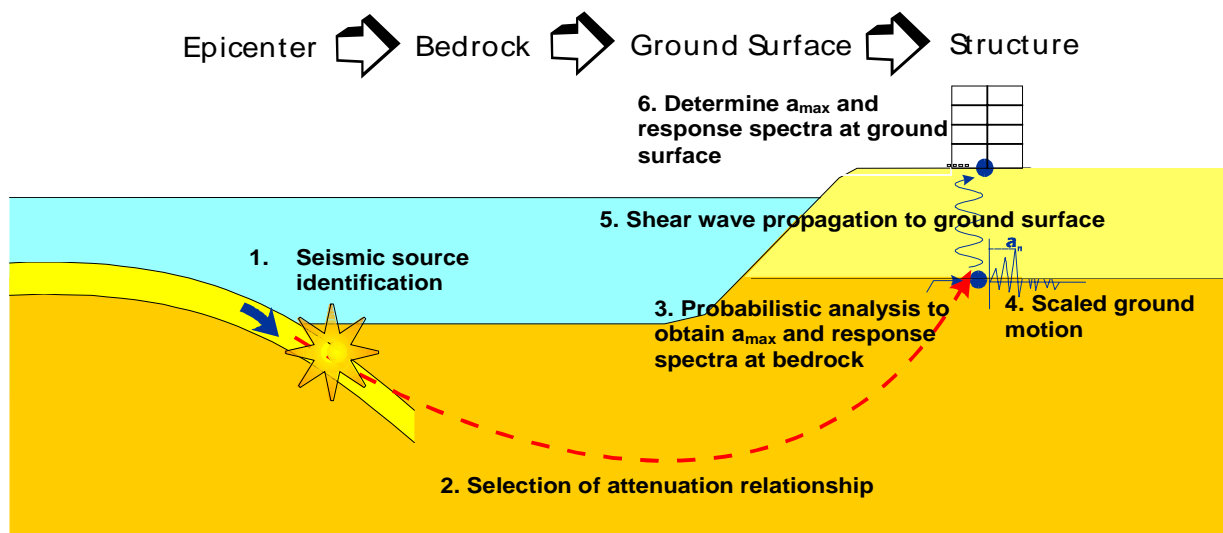 Epicenter Bedrock Ground Surface Structure
6. Determine amax and
response spectra at ground
surface
5. Shear wave propagation to ground surface
1. Seismic source
identification
an
3. Probabilistic analysis to
obtain amax and response
spectra at bedrock
4. Scaled ground
motion
2. Selection of attenuation relationship